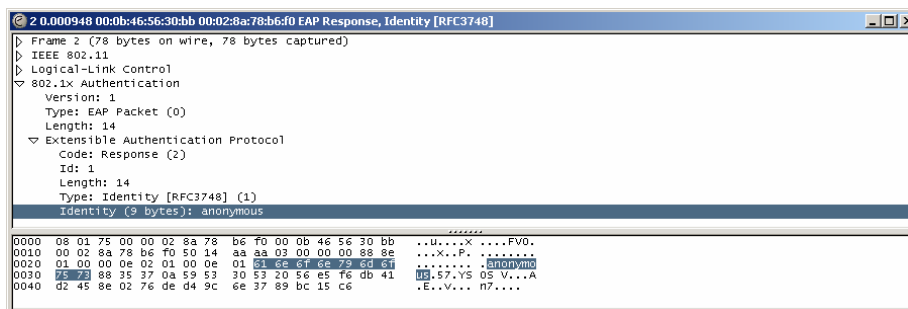 2 0.000948 00:0b:46:56:30:bb 00:02:8a:78:b6:f0 EAP Response, Identity [RFC3748]
Frame 2 (78 bytes on wire, 78 bytes captured)
IEEE 802.11
Logical-Link Control
802.1x Authentication
Version: 1
Type: EAP Packet (0)
Length: 14
Extensible Authentication Protocol
Code: Response (2)
Id: 1
Length: 14
Type: Identity [RFC3748] (1)
Identity (9 bytes): anonymous
0000 08 01 75 00 00 02 8a 78 b6 f0 00 0b 46 56 30 bb ..u....x ....FV0.
0010 00 02 8a 78 b6 f0 50 14 aa aa 03 00 00 00 88 8e ...x..P. ........
0020 01 00 00 0e 02 01 00 0e 01 61 6e 6f 6e 79 6d 6f ........ .anonymo
0030 75 73 88 35 37 0a 59 53 30 53 20 56 e5 f6 db 41 us.57.YS 0S V...A
0040 d2 45 8e 02 76 de d4 9c 6e 37 89 bc 15 c6 .E..v... n7....